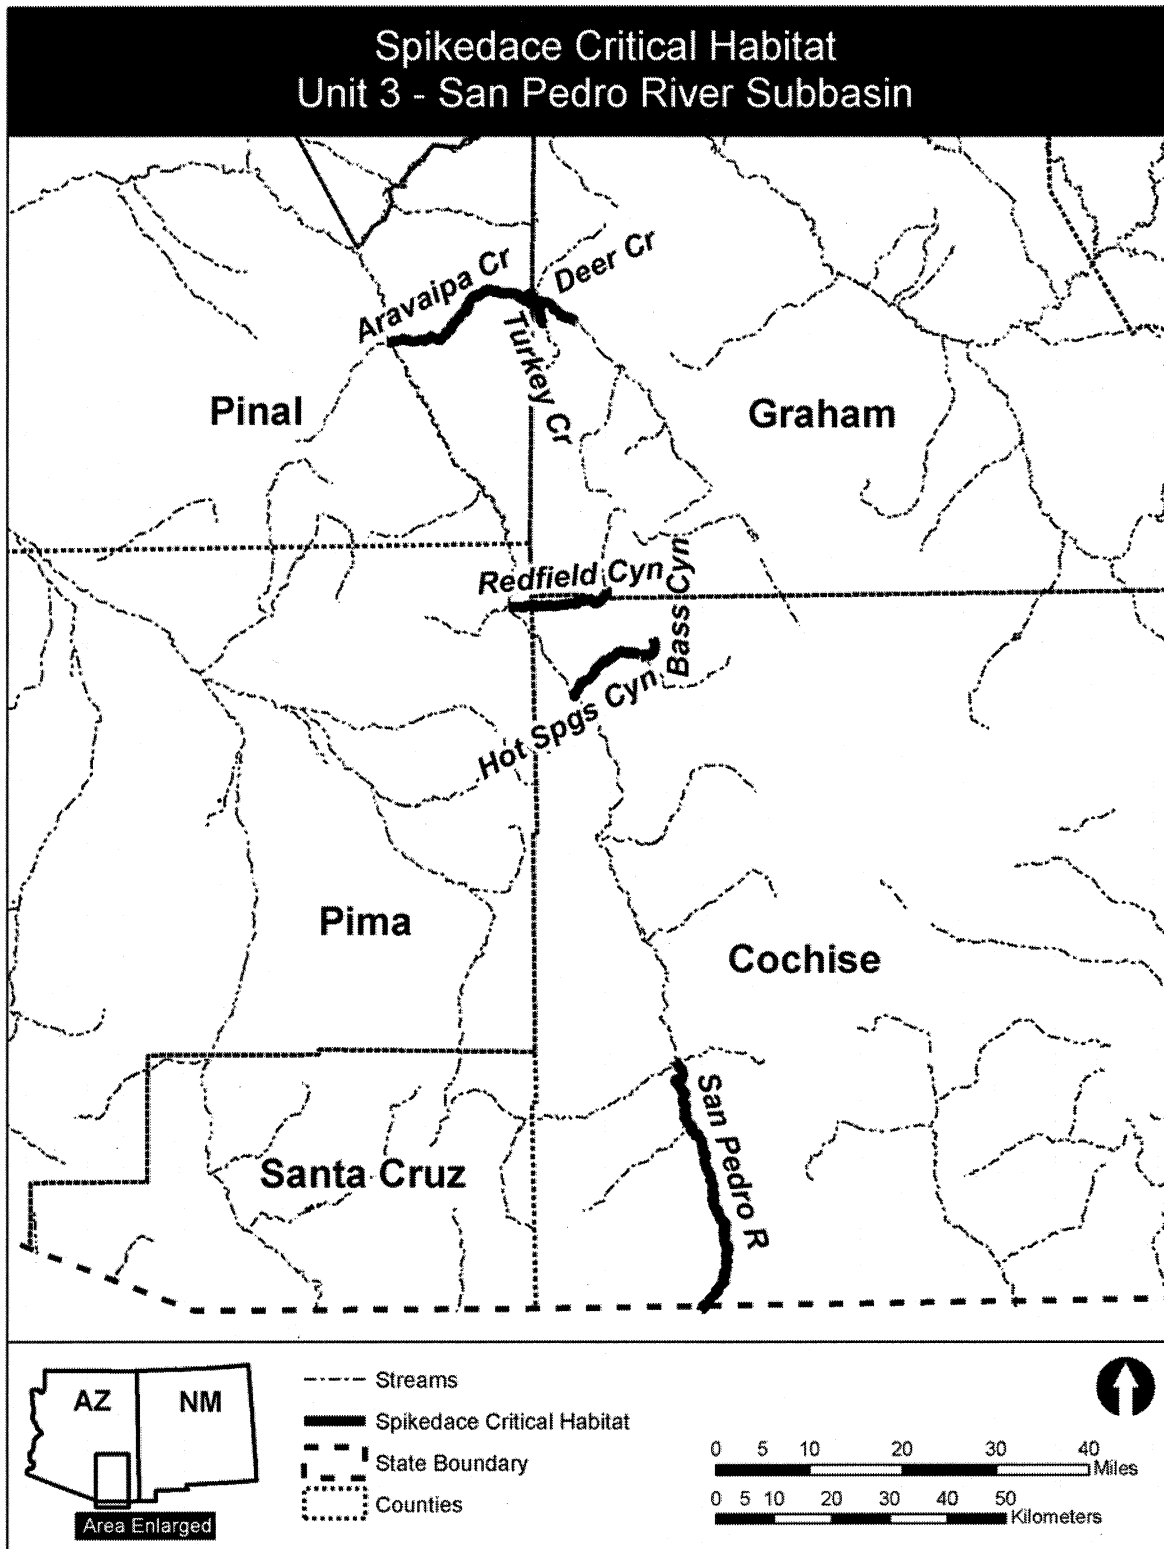 Spikedace Critical Habitat
Unit 3 - San Pedro River Subbasin
Aravaipa Cr
Deer Cr
Turkey Cr
Pinal
Graham
Redfield Cyn
Bass Cyn
Hot Spgs Cyn
Pima
Cochise
San Pedro R
Santa Cruz
AZ
NM
Area Enlarged
Streams
Spikedace Critical Habitat
State Boundary
Counties
0 5 10 20 30 40
Miles
0 5 10 20 30 40 50
Kilometers